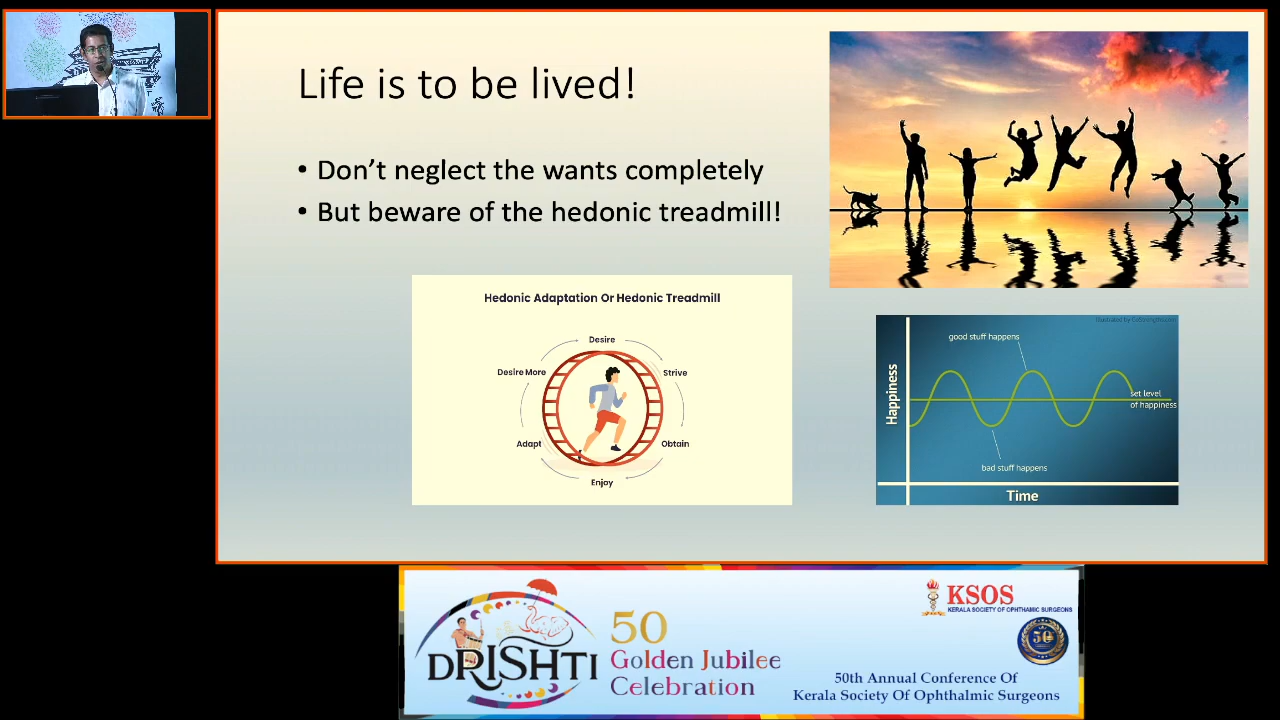 Life is to be lived!
• Don't neglect the wants completely
• But beware of the hedonic treadmill!
Hedonic Adaptation Or Hedonic Treadmill
Desire
Desire More
Strive
Adapt
Obtain
Enjoy
good stuff happens
Happiness
set level
of happiness
bad stuff happens
Time
DRISHTI
50
Golden Jubilee
Celebration
KSOS
KERALA SOCIETY OF OPHTHAMIC SURGEONS
50
50th Annual Conference Of
Kerala Society Of Ophthalmic Surgeons